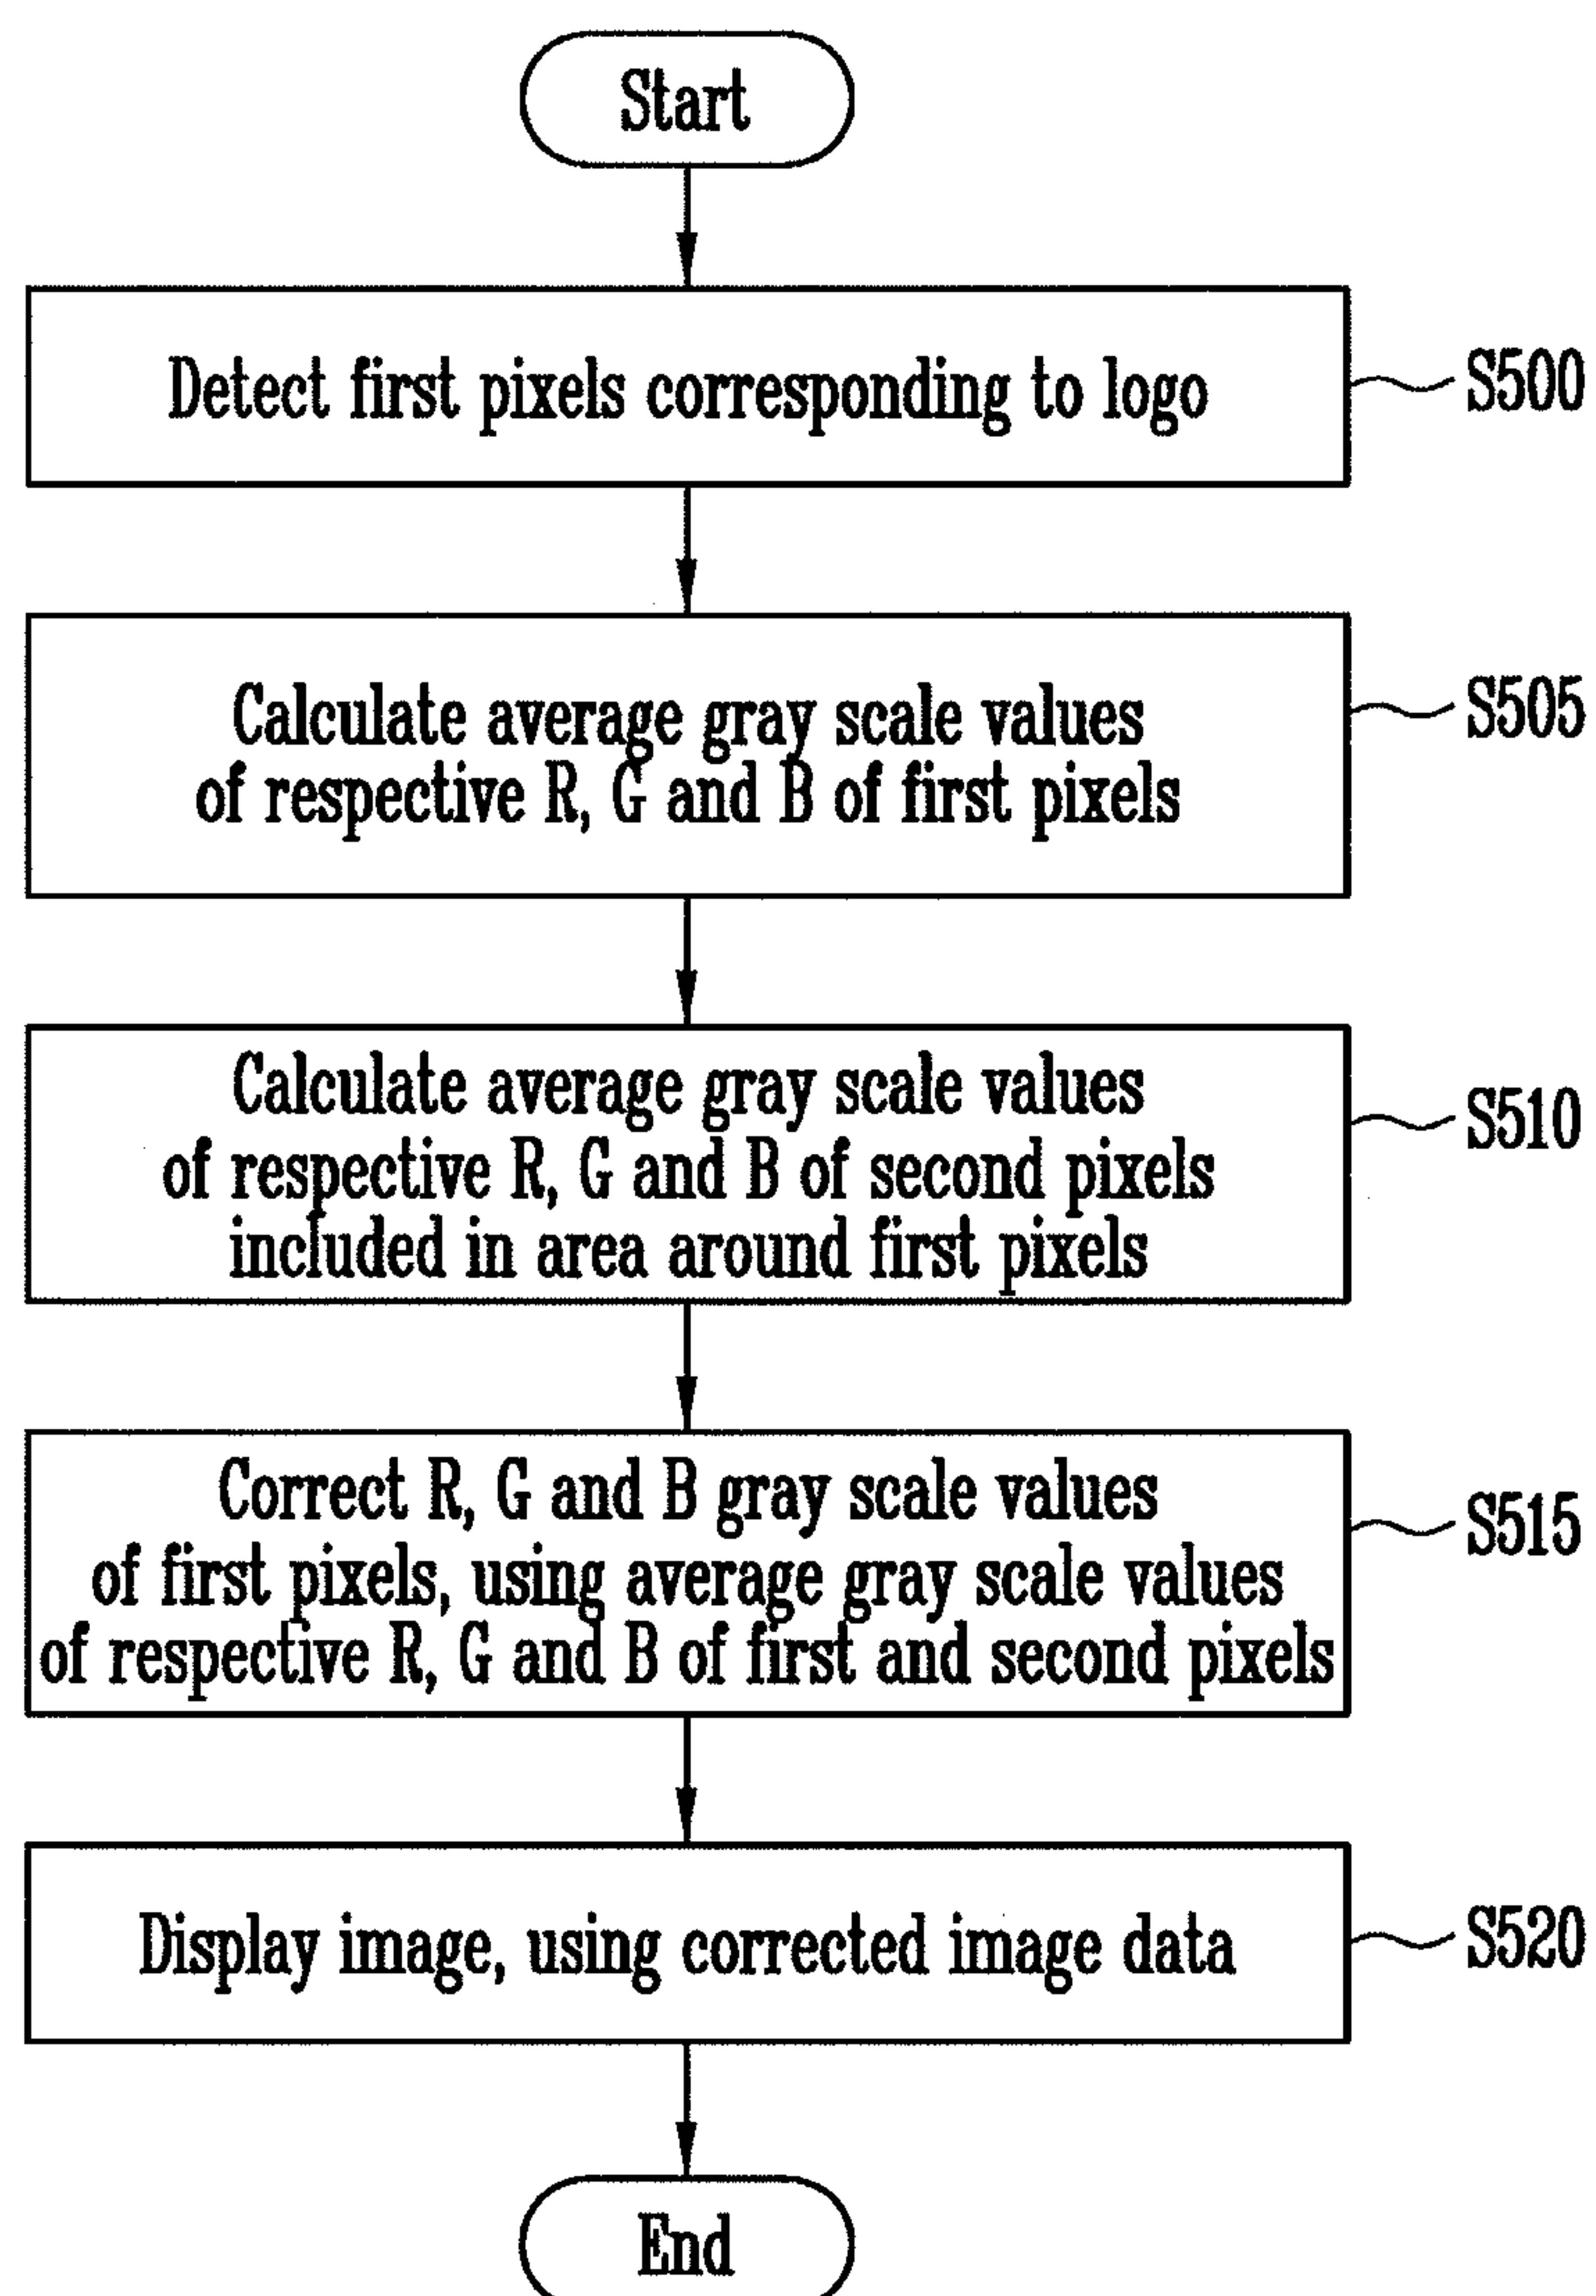 Start
Detect first pixels corresponding to logo
S500
Calculate average gray scale values
of respective R, G and B of first pixels
S505
Calculate average gray scale values
of respective R, G and B of second pixels
included in area around first pixels
S510
Correct R, G and B gray scale values
of first pixels, using average gray scale values
of respective R, G and B of first and second pixels
S515
Display image, using corrected image data
S520
End